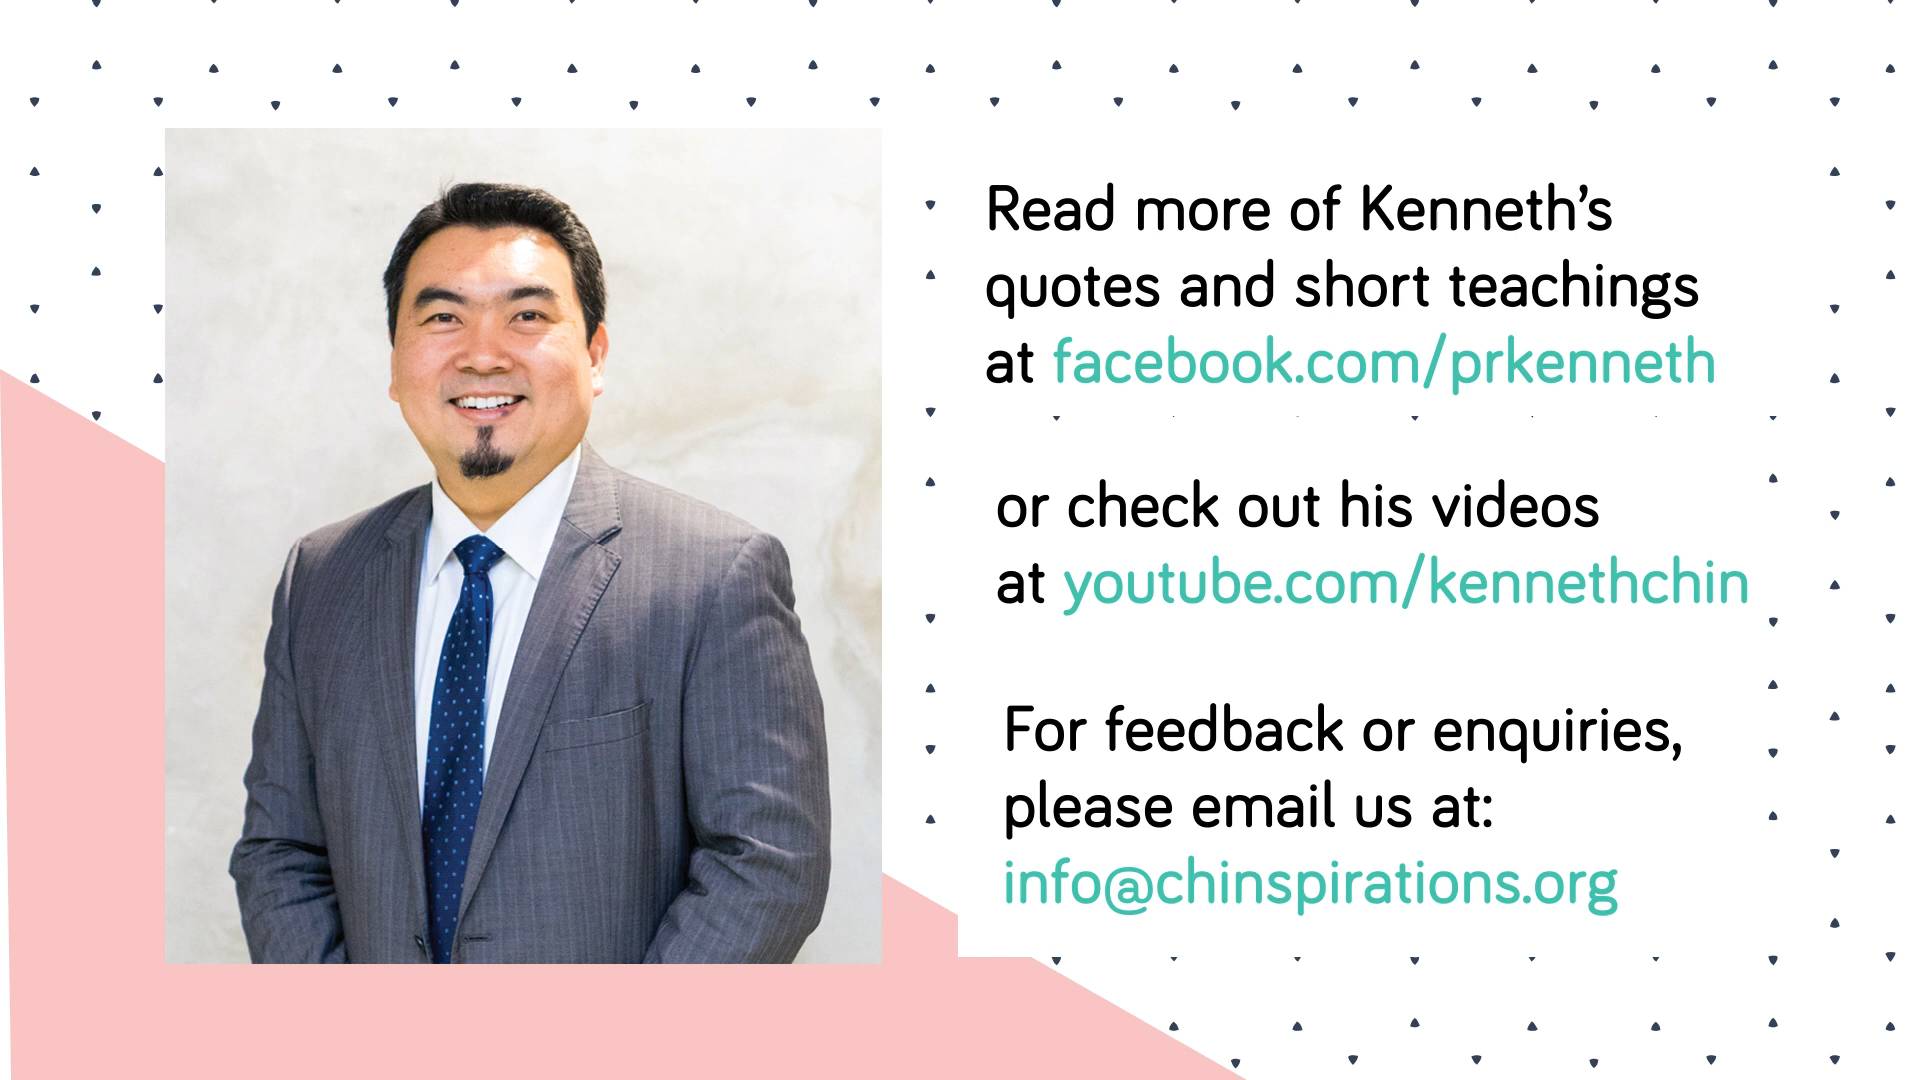 Read more of Kenneth’s
quotes and short teachings
at facebook.com/prkenneth
or check out his videos
at youtube.com/kennethchin
For feedback or enquiries,
please email us at:
info@chinspirations.org